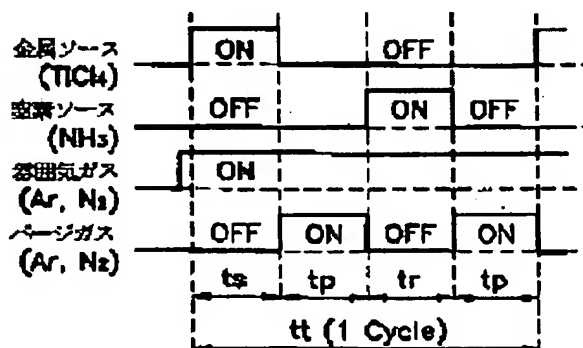 金属ソース ON OFF
(TiCl4)
窒素ソース OFF ON OFF
(NH3)
雰囲気ガス ON
(Ar, N2)
パージガス OFF ON OFF ON
(Ar, N2)
ts tp tr tp
tt (1 Cycle)